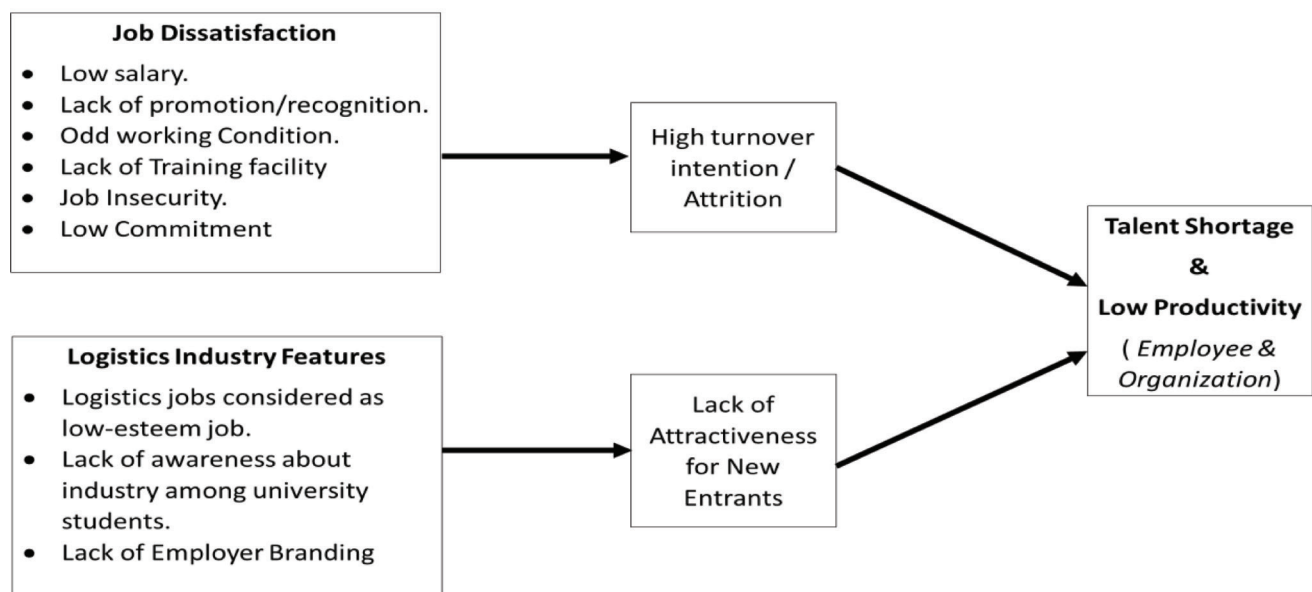 Job Dissatisfaction
• Low salary.
• Lack of promotion/recognition.
• Odd working Condition.
• Lack of Training facility
• Job Insecurity.
• Low Commitment
High turnover
intention /
Attrition
Logistics Industry Features
• Logistics jobs considered as
low-esteem job.
• Lack of awareness about
industry among university
students.
• Lack of Employer Branding
Lack of
Attractiveness
for New
Entrants
Talent Shortage
&
Low Productivity
( Employee &
Organization)